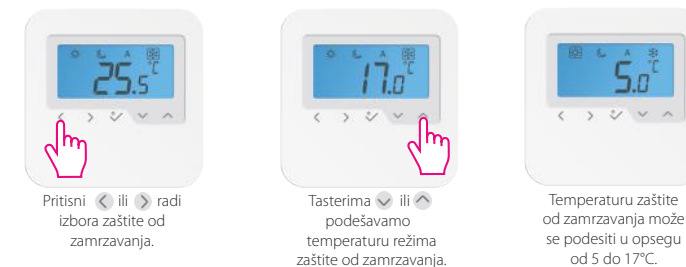 25.5°C
Pritisni < ili > radi
izbora zaštite od
zamrzavanja.
A
17.0°C
Tasterima ˅ ili ˄
podešavamo
temperaturu režima
zaštite od zamrzavanja.
A
5.0°C
Temperaturu zaštite
od zamrzavanja može
se podesiti u opsegu
od 5 do 17°C.